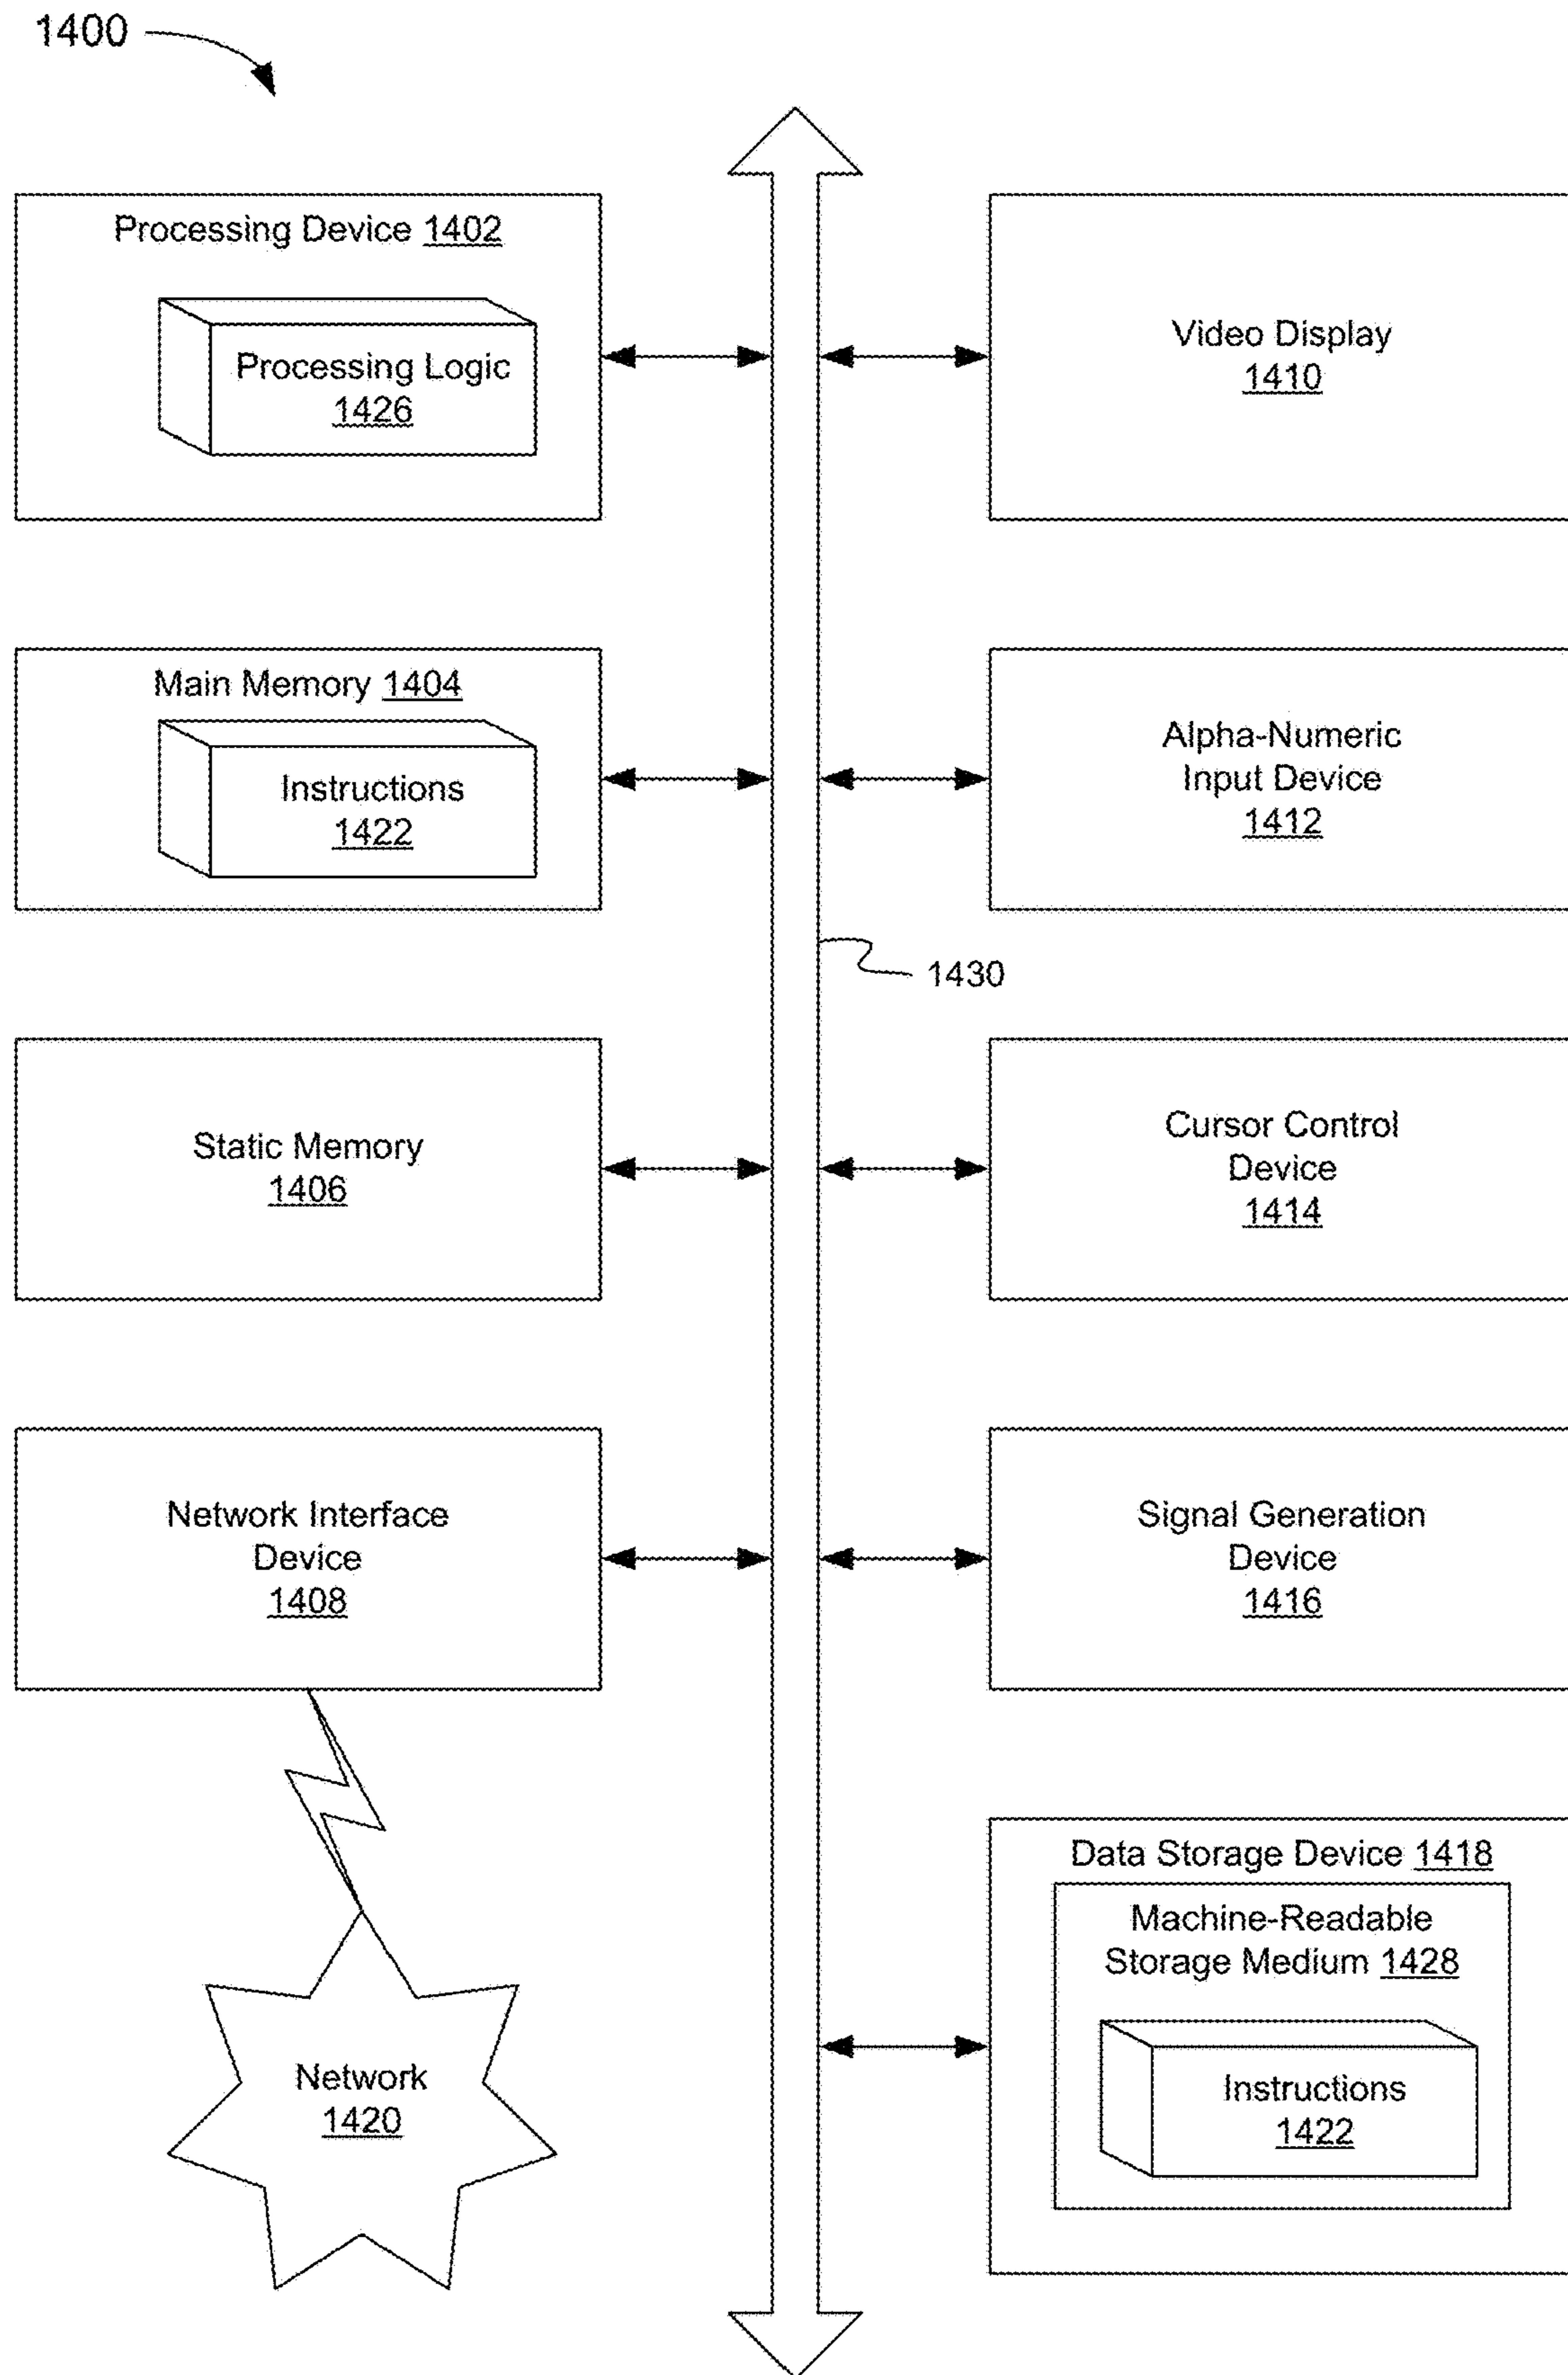 1400
Processing Device 1402
Processing Logic
1426
Video Display
1410
Main Memory 1404
Instructions
1422
Alpha-Numeric
Input Device
1412
1430
Static Memory
1406
Cursor Control
Device
1414
Network Interface
Device
1408
Signal Generation
Device
1416
Data Storage Device 1418
Machine-Readable
Storage Medium 1428
Instructions
1422
Network
1420